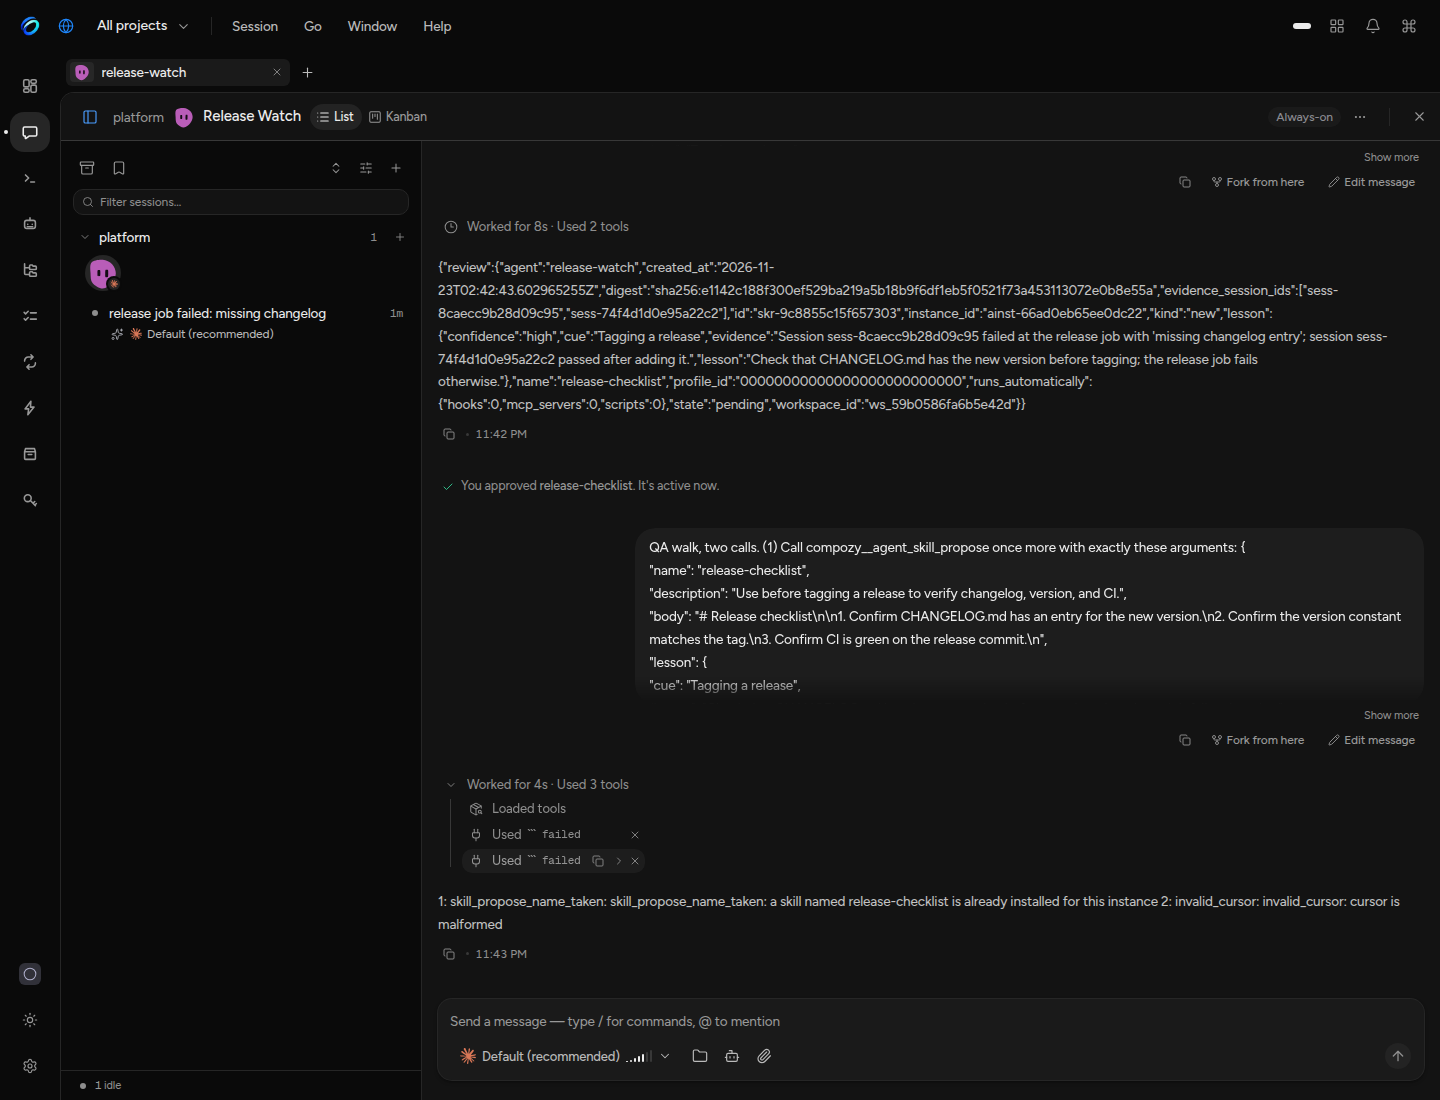 All projects
Session
Go
Window
Help
release-watch
platform
Release Watch
List
Kanban
Always-on
Filter sessions...
platform
1
release job failed: missing changelog
1m
Default (recommended)
1 idle
Show more
Fork from here
Edit message
Worked for 8s · Used 2 tools
{"review":{"agent":"release-watch","created_at":"2026-11-
23T02:42:43.602965255Z","digest":"sha256:e1142c188f300ef529ba219a5b18b9f6df1eb5f0521f73a453113072e0b8e55a","evidence_session_ids":["sess-
8caecc9b28d09c95","sess-74f4d1d0e95a22c2"],"id":"skr-9c8855c15f657303","instance_id":"ainst-66ad0eb65ee0dc22","kind":"new","lesson":
{"confidence":"high","cue":"Tagging a release","evidence":"Session sess-8caecc9b28d09c95 failed at the release job with 'missing changelog entry'; session sess-
74f4d1d0e95a22c2 passed after adding it.","lesson":"Check that CHANGELOG.md has the new version before tagging; the release job fails
otherwise."},"name":"release-checklist","profile_id":"00000000000000000000000000","runs_automatically":
{"hooks":0,"mcp_servers":0,"scripts":0},"state":"pending","workspace_id":"ws_59b0586fa6b5e42d"}}
11:42 PM
You approved release-checklist. It's active now.
QA walk, two calls. (1) Call compozy__agent_skill_propose once more with exactly these arguments: {
"name": "release-checklist",
"description": "Use before tagging a release to verify changelog, version, and CI.",
"body": "# Release checklist\n\n1. Confirm CHANGELOG.md has an entry for the new version.\n2. Confirm the version constant
matches the tag.\n3. Confirm CI is green on the release commit.\n",
"lesson": {
"cue": "Tagging a release",
Show more
Fork from here
Edit message
Worked for 4s · Used 3 tools
Loaded tools
Used ``` failed
Used ``` failed
1: skill_propose_name_taken: skill_propose_name_taken: a skill named release-checklist is already installed for this instance 2: invalid_cursor: invalid_cursor: cursor is
malformed
11:43 PM
Send a message — type / for commands, @ to mention
Default (recommended)